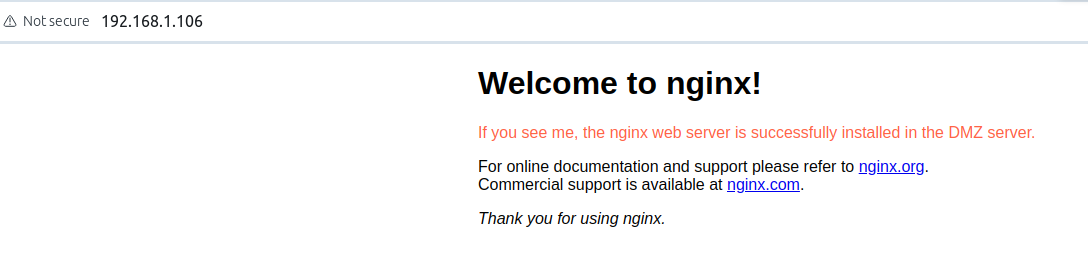 Not secure 192.168.1.106
Welcome to nginx!
If you see me, the nginx web server is successfully installed in the DMZ server.
For online documentation and support please refer to nginx.org.
Commercial support is available at nginx.com.
Thank you for using nginx.